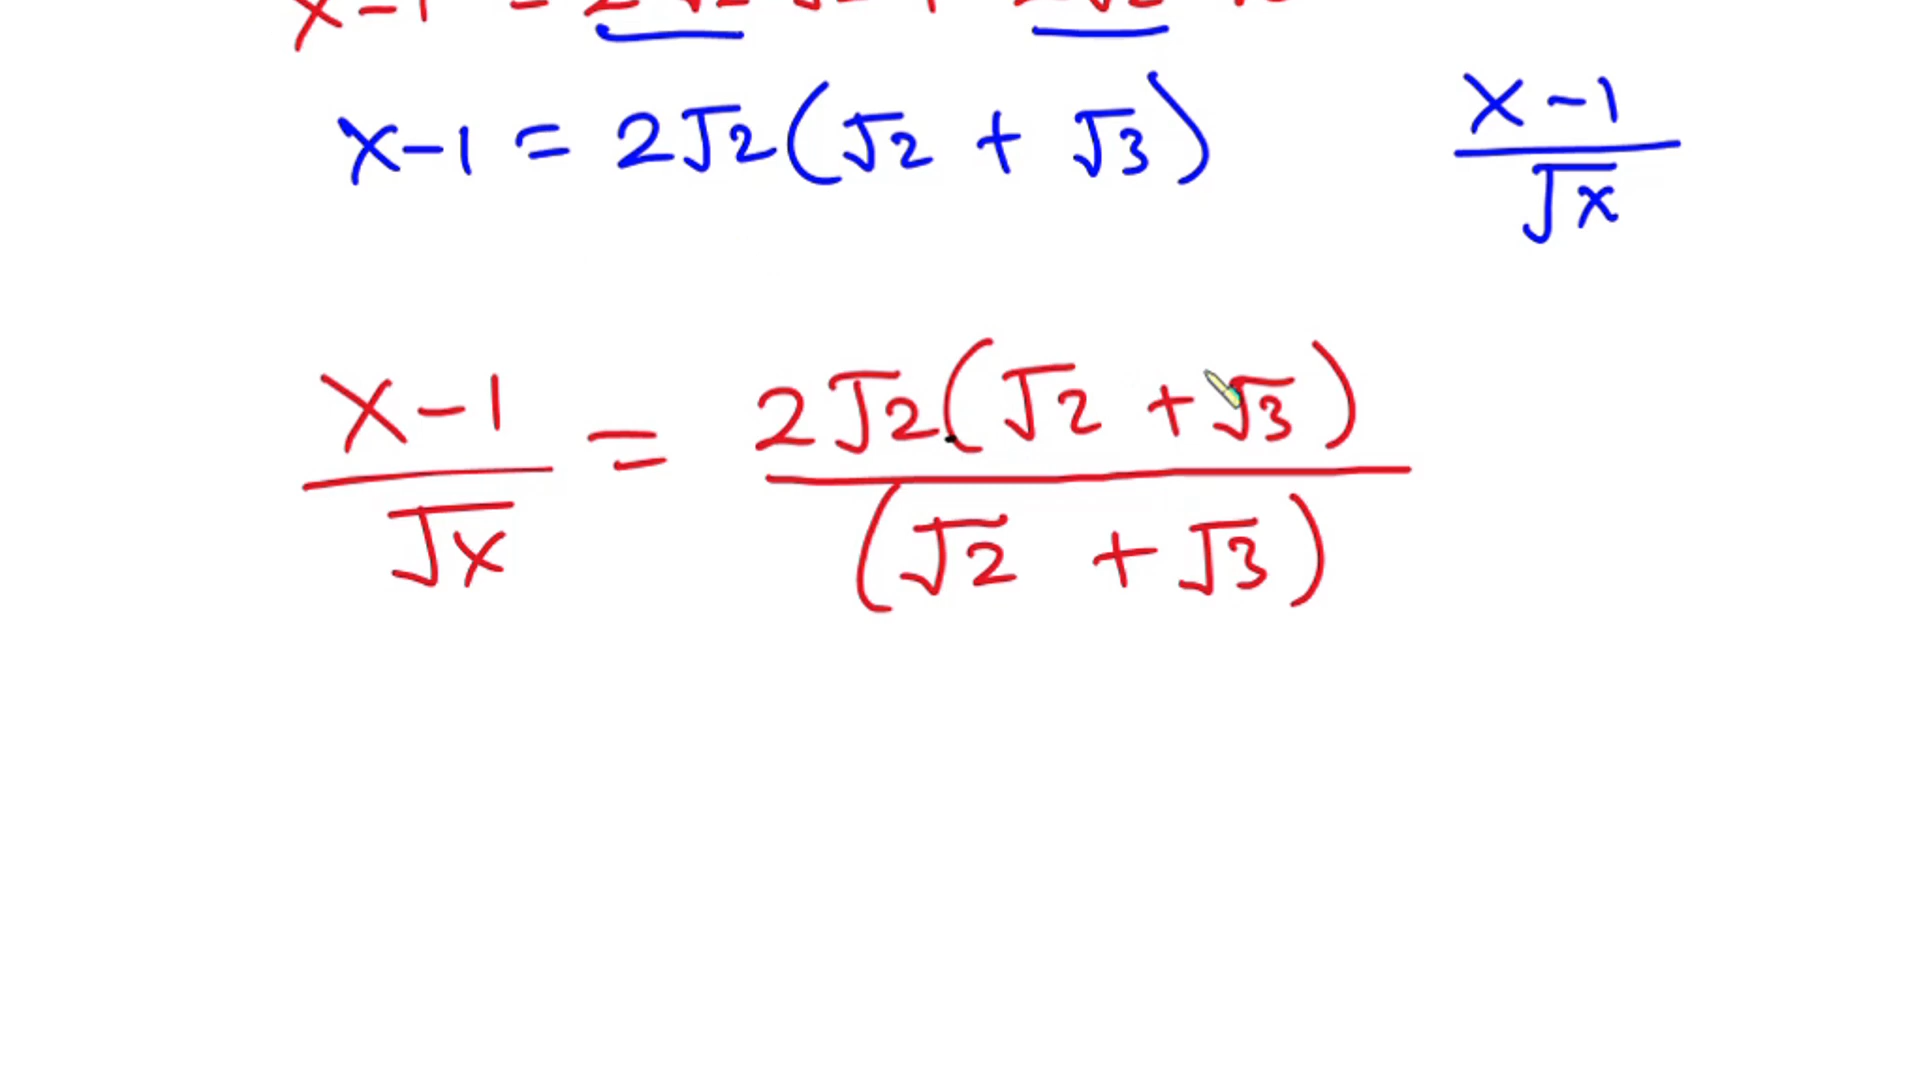 x-1 = 2√2(√2 + √3)
x-1
√x
x-1 = 2√2(√2 + √3)
√x (√2 + √3)